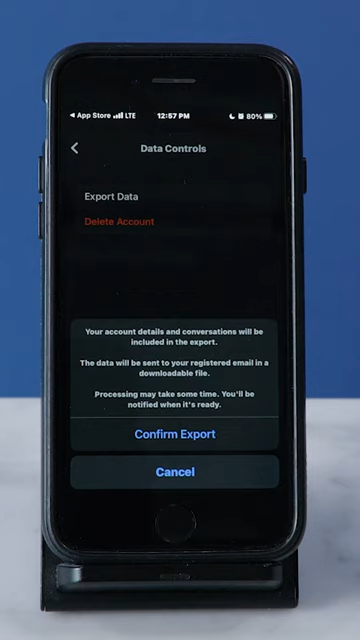 App Store LTE 12:57 PM 80%
Data Controls
Export Data
Delete Account
Your account details and conversations will be
included in the export.
The data will be sent to your registered email in a
downloadable file.
Processing may take some time. You'll be
notified when it's ready.
Confirm Export
Cancel